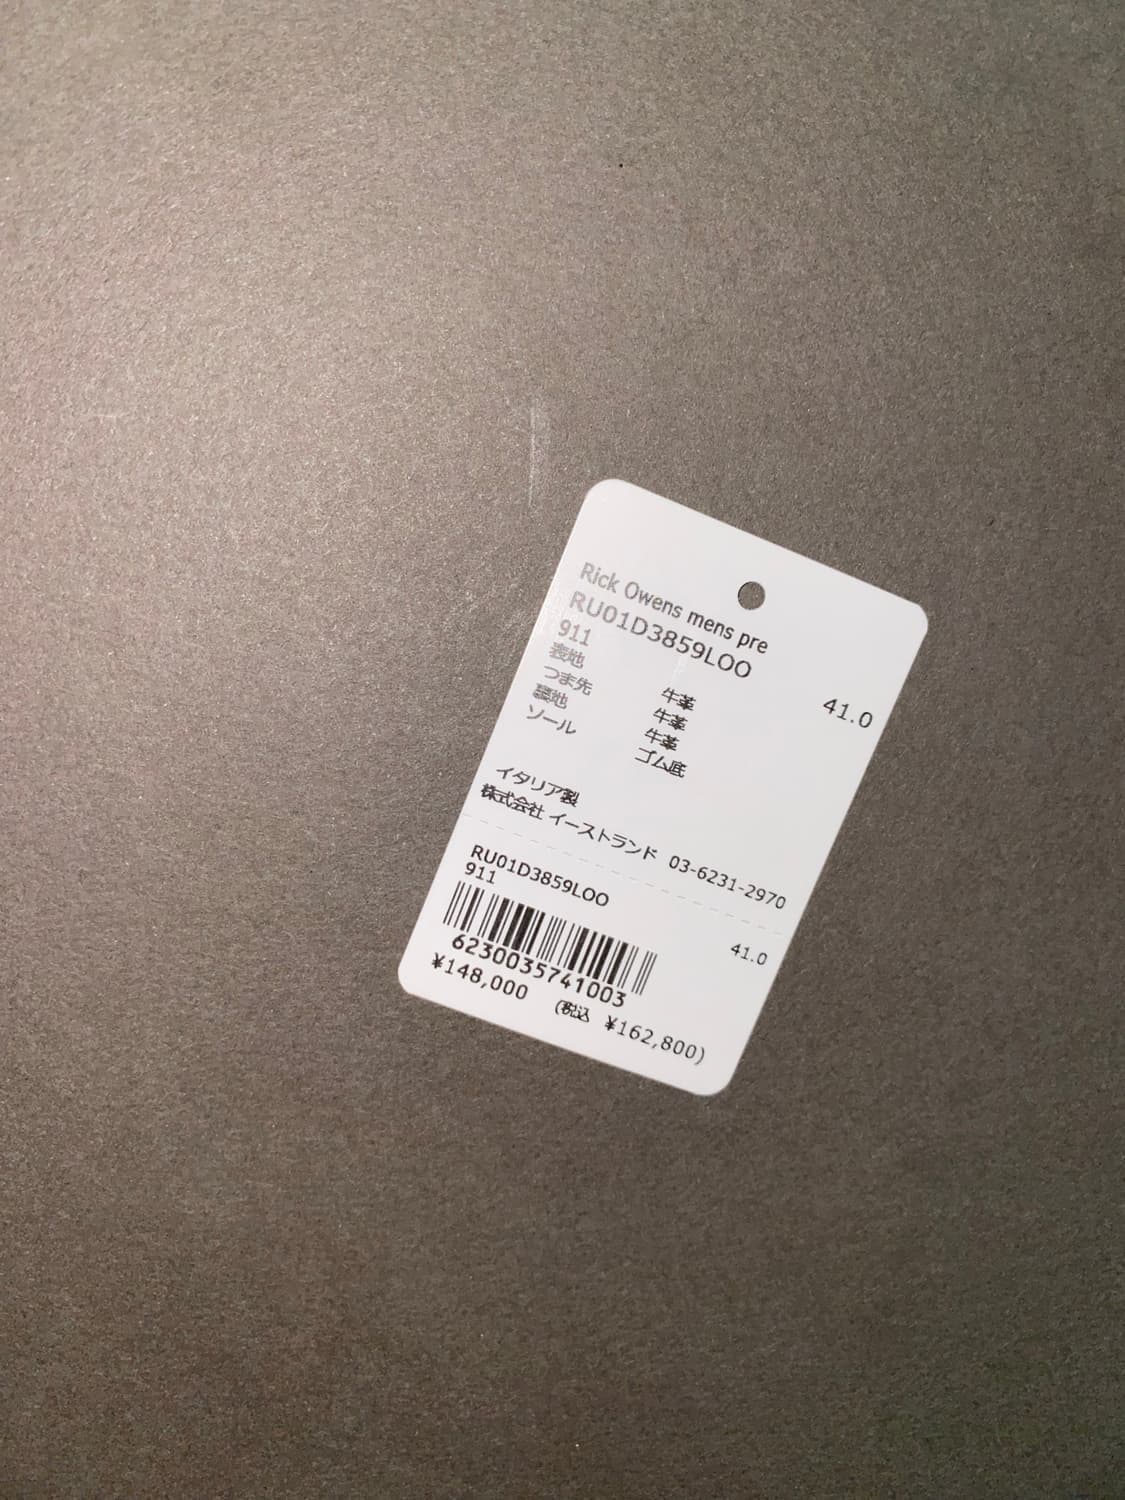 Rick Owens mens pre
RU01D3859LOO
911 41.0
表地 牛革
つま先 牛革
裏地 牛革
ソール ゴム底
イタリア製
株式会社 イーストランド 03-6231-2970
RU01D3859LOO
911 41.0
6230035741003
¥148,000 (税込 ¥162,800)